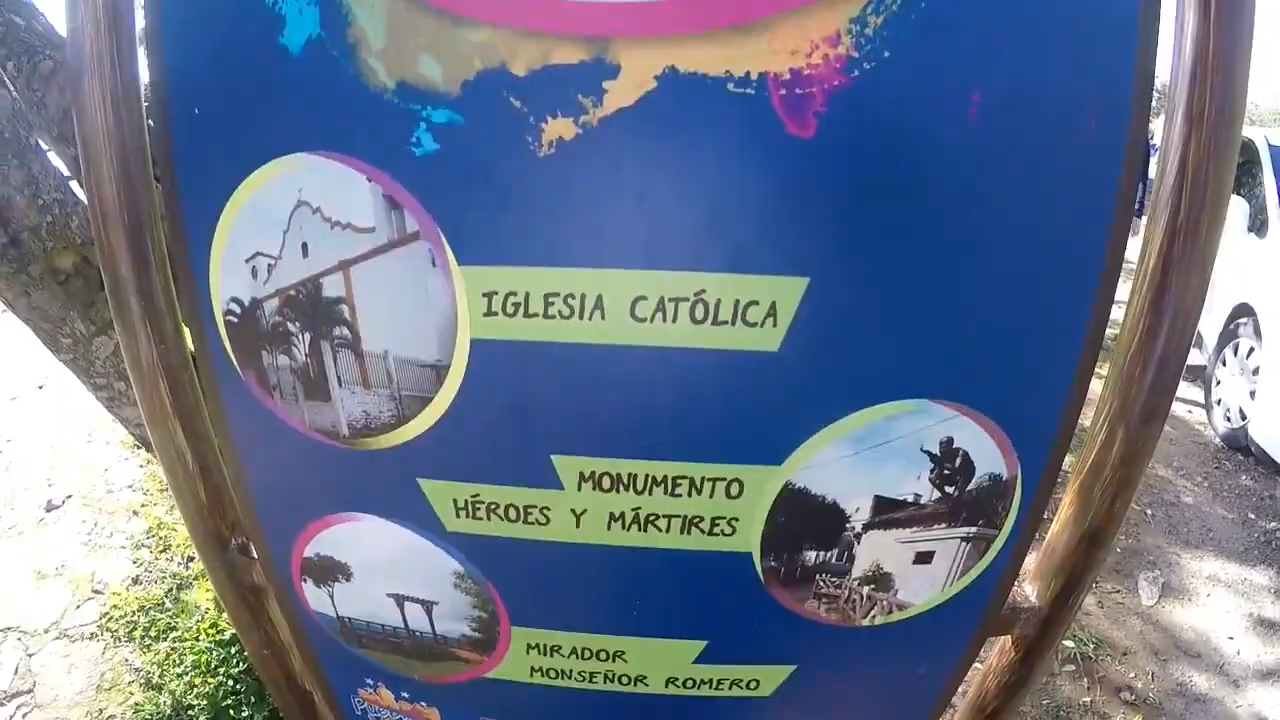 IGLESIA CATÓLICA
MONUMENTO
HÉROES Y MÁRTIRES
MIRADOR
MONSEÑOR ROMERO